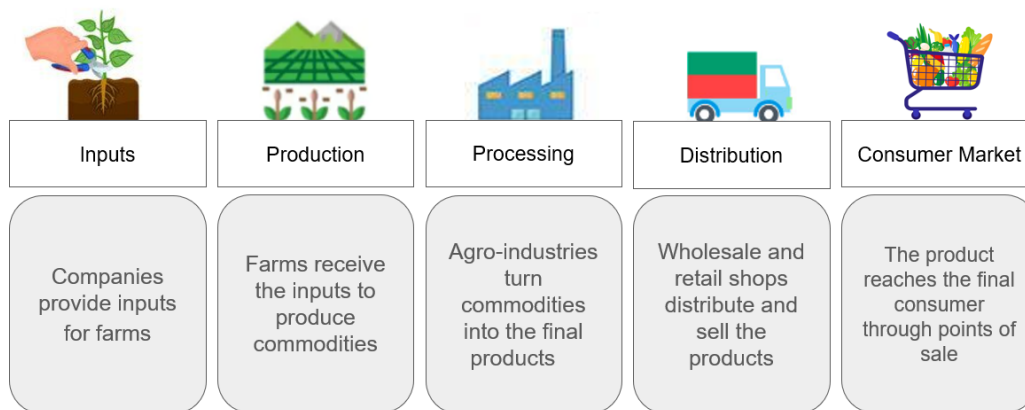 Inputs
Production
Processing
Distribution
Consumer Market
Companies
provide inputs
for farms
Farms receive
the inputs to
produce
commodities
Agro-industries
turn
commodities
into the final
products
Wholesale and
retail shops
distribute and
sell the
products
The product
reaches the final
consumer
through points of
sale